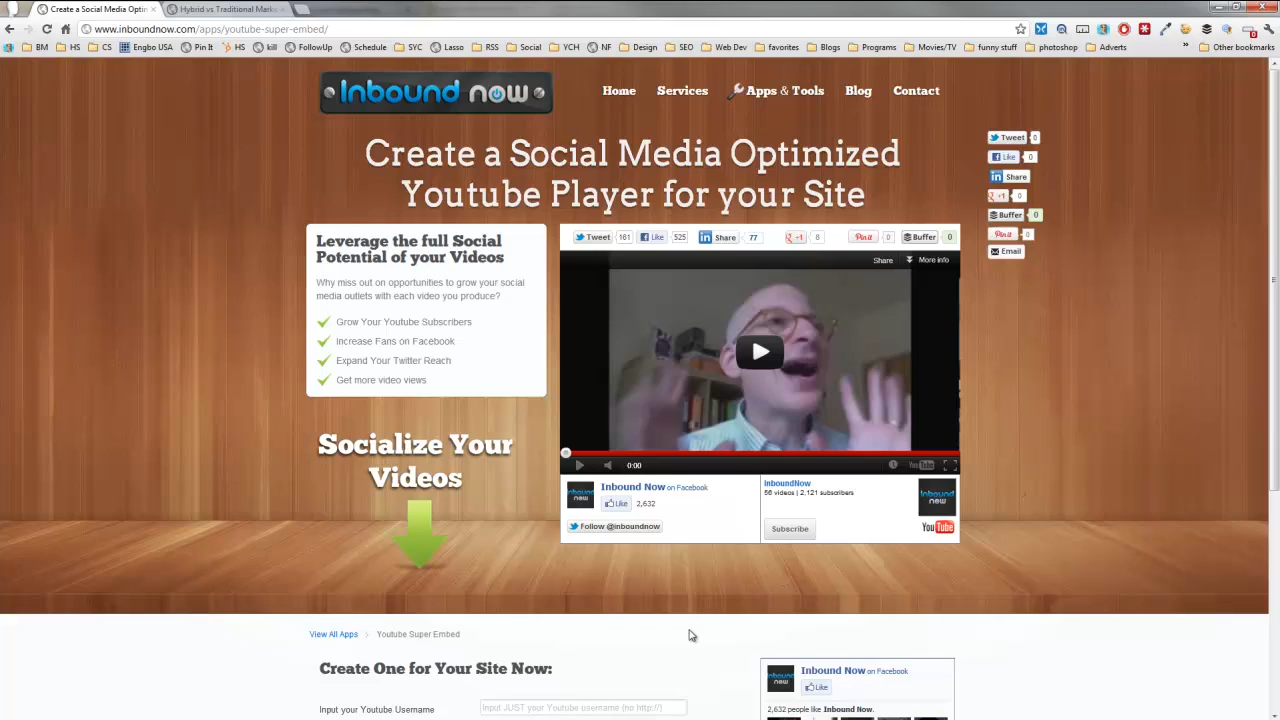 Create a Social Media Optin
Hybrid vs Traditional Mark
www.inboundnow.com/apps/youtube-super-embed/
BM HS CS Engbo USA Pin It HS kill FollowUp Schedule SYC Lasso RSS Social YCH NF Design SEO Web Dev favorites Blogs Programs Movies/TV funny stuff photoshop Adverts » Other bookmarks
Inbound now
Home Services Apps & Tools Blog Contact
Create a Social Media Optimized
Youtube Player for your Site
Tweet 0
Like 0
Share
+1 0
Buffer 0
Pin it 0
Email
Leverage the full Social
Potential of your Videos
Why miss out on opportunities to grow your
social media outlets with each video you produce?
Grow Your Youtube Subscribers
Increase Fans on Facebook
Expand Your Twitter Reach
Get more video views
Socialize Your
Videos
Tweet 161 Like 525 Share 77 +1 8 Pin it 0 Buffer 0
Share More info
0:00 YouTube
Inbound Now on Facebook
Like 2,632
Follow @inboundnow
InboundNow
56 videos | 2,121 subscribers
Subscribe
inbound
now
inbound
now
YouTube
View All Apps Youtube Super Embed
Create One for Your Site Now:
Input your Youtube Username
Input JUST your Youtube username (no http://)
inbound
now
Inbound Now on Facebook
Like
2,632 people like Inbound Now.